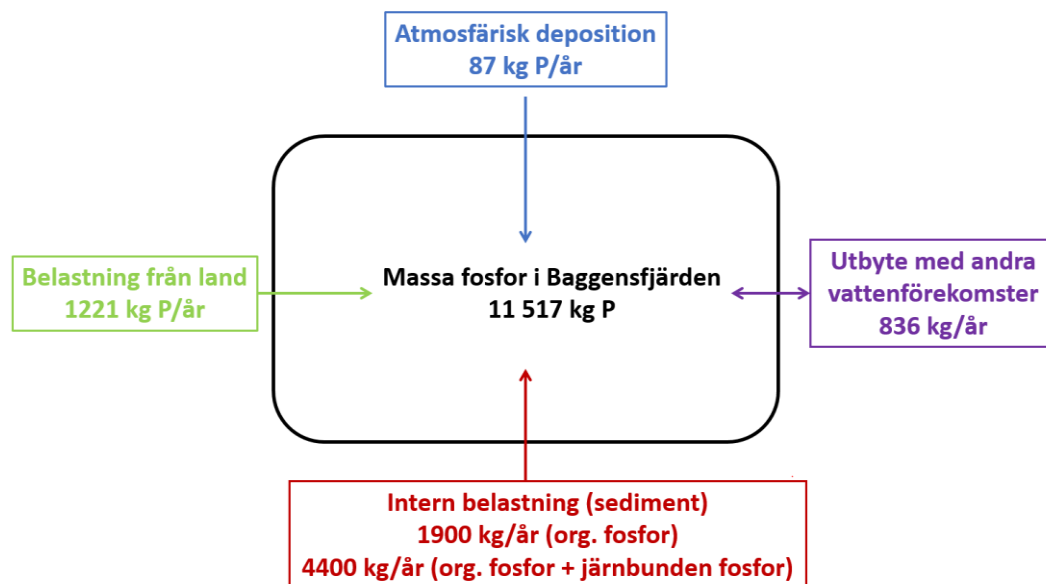 Atmosfärisk deposition
87 kg P/år
Belastning från land
1221 kg P/år
Massa fosfor i Baggensfjärden
11 517 kg P
Utbyte med andra
vattenförekomster
836 kg/år
Intern belastning (sediment)
1900 kg/år (org. fosfor)
4400 kg/år (org. fosfor + järnbunden fosfor)